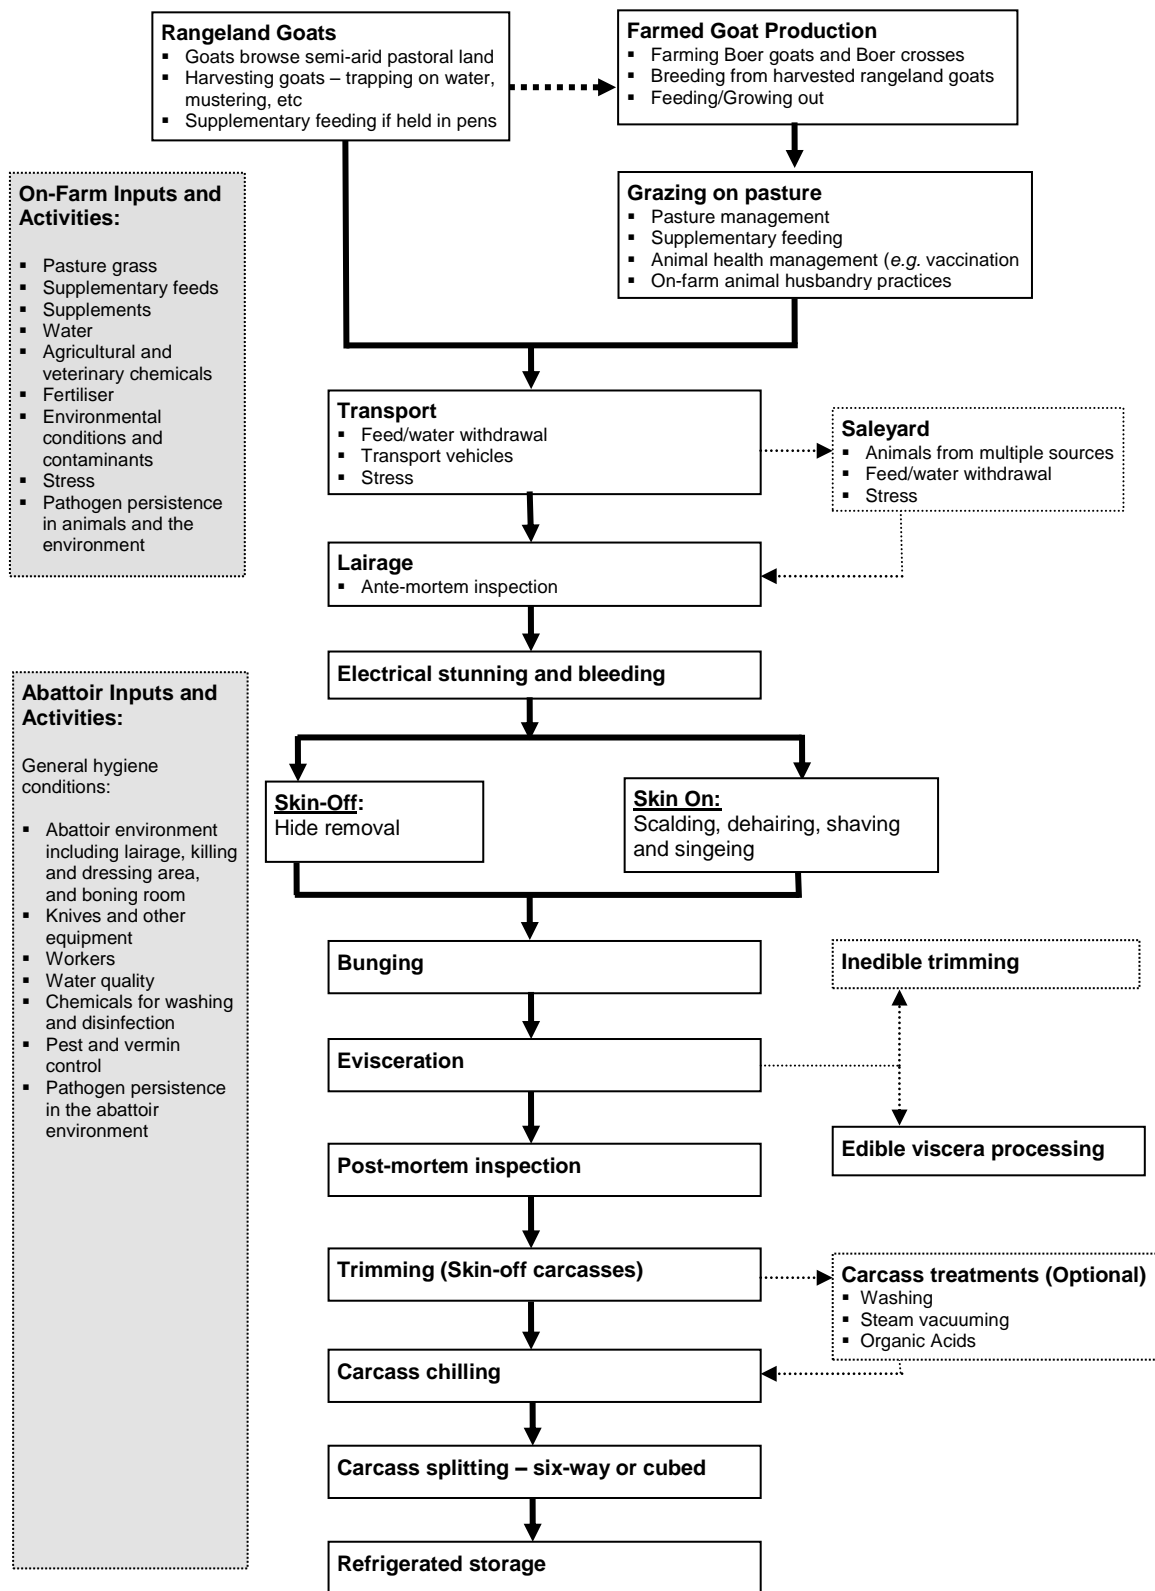 Rangeland Goats
▪ Goats browse semi-arid pastoral land
▪ Harvesting goats – trapping on water,
mustering, etc
▪ Supplementary feeding if held in pens
Farmed Goat Production
▪ Farming Boer goats and Boer crosses
▪ Breeding from harvested rangeland goats
▪ Feeding/Growing out
On-Farm Inputs and
Activities:
▪ Pasture grass
▪ Supplementary feeds
▪ Supplements
▪ Water
▪ Agricultural and
veterinary chemicals
▪ Fertiliser
▪ Environmental
conditions and
contaminants
▪ Stress
▪ Pathogen persistence
in animals and the
environment
Grazing on pasture
▪ Pasture management
▪ Supplementary feeding
▪ Animal health management (e.g. vaccination
▪ On-farm animal husbandry practices
Transport
▪ Feed/water withdrawal
▪ Transport vehicles
▪ Stress
Saleyard
▪ Animals from multiple sources
▪ Feed/water withdrawal
▪ Stress
Lairage
▪ Ante-mortem inspection
Electrical stunning and bleeding
Abattoir Inputs and
Activities:
General hygiene
conditions:
▪ Abattoir environment
including lairage, killing
and dressing area,
and boning room
▪ Knives and other
equipment
▪ Workers
▪ Water quality
▪ Chemicals for washing
and disinfection
▪ Pest and vermin
control
▪ Pathogen persistence
in the abattoir
environment
Skin-Off:
Hide removal
Skin On:
Scalding, dehairing, shaving
and singeing
Bunging
Inedible trimming
Evisceration
Edible viscera processing
Post-mortem inspection
Trimming (Skin-off carcasses)
Carcass treatments (Optional)
▪ Washing
▪ Steam vacuuming
▪ Organic Acids
Carcass chilling
Carcass splitting – six-way or cubed
Refrigerated storage